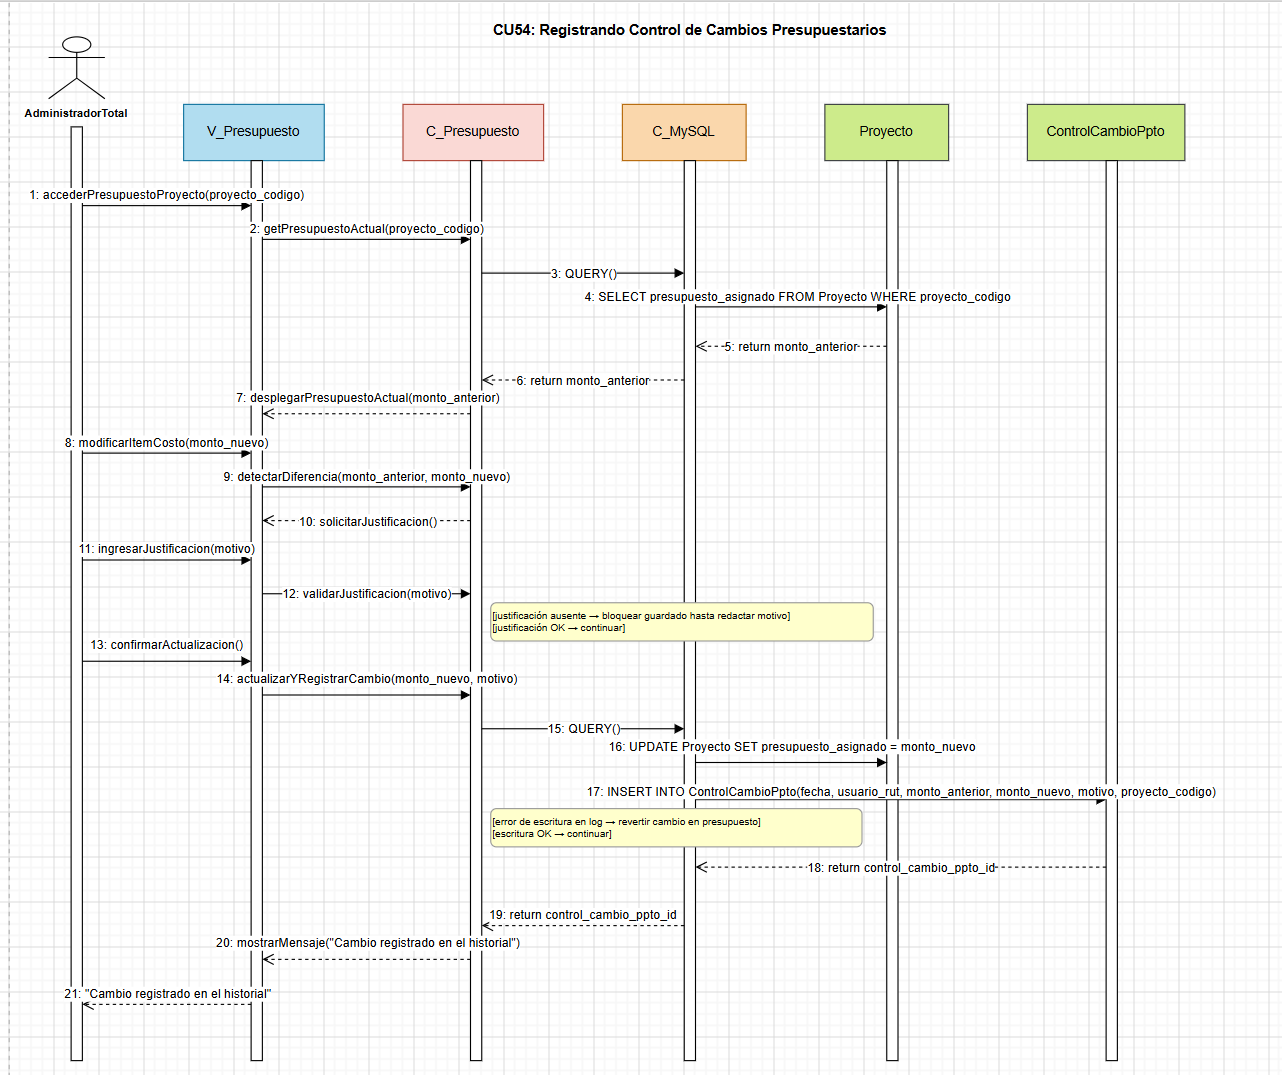 CU54: Registrando Control de Cambios Presupuestarios
AdministradorTotal
V_Presupuesto
C_Presupuesto
C_MySQL
Proyecto
ControlCambioPpto
1: accederPresupuestoProyecto(proyecto_codigo)
2: getPresupuestoActual(proyecto_codigo)
3: QUERY()
4: SELECT presupuesto_asignado FROM Proyecto WHERE proyecto_codigo
5: return monto_anterior
6: return monto_anterior
7: desplegarPresupuestoActual(monto_anterior)
8: modificarItemCosto(monto_nuevo)
9: detectarDiferencia(monto_anterior, monto_nuevo)
10: solicitarJustificacion()
11: ingresarJustificacion(motivo)
12: validarJustificacion(motivo)
[justificación ausente → bloquear guardado hasta redactar motivo]
[justificación OK → continuar]
13: confirmarActualizacion()
14: actualizarYRegistrarCambio(monto_nuevo, motivo)
15: QUERY()
16: UPDATE Proyecto SET presupuesto_asignado = monto_nuevo
17: INSERT INTO ControlCambioPpto(fecha, usuario_rut, monto_anterior, monto_nuevo, motivo, proyecto_codigo)
[error de escritura en log → revertir cambio en presupuesto]
[escritura OK → continuar]
18: return control_cambio_ppto_id
19: return control_cambio_ppto_id
20: mostrarMensaje("Cambio registrado en el historial")
21: "Cambio registrado en el historial"